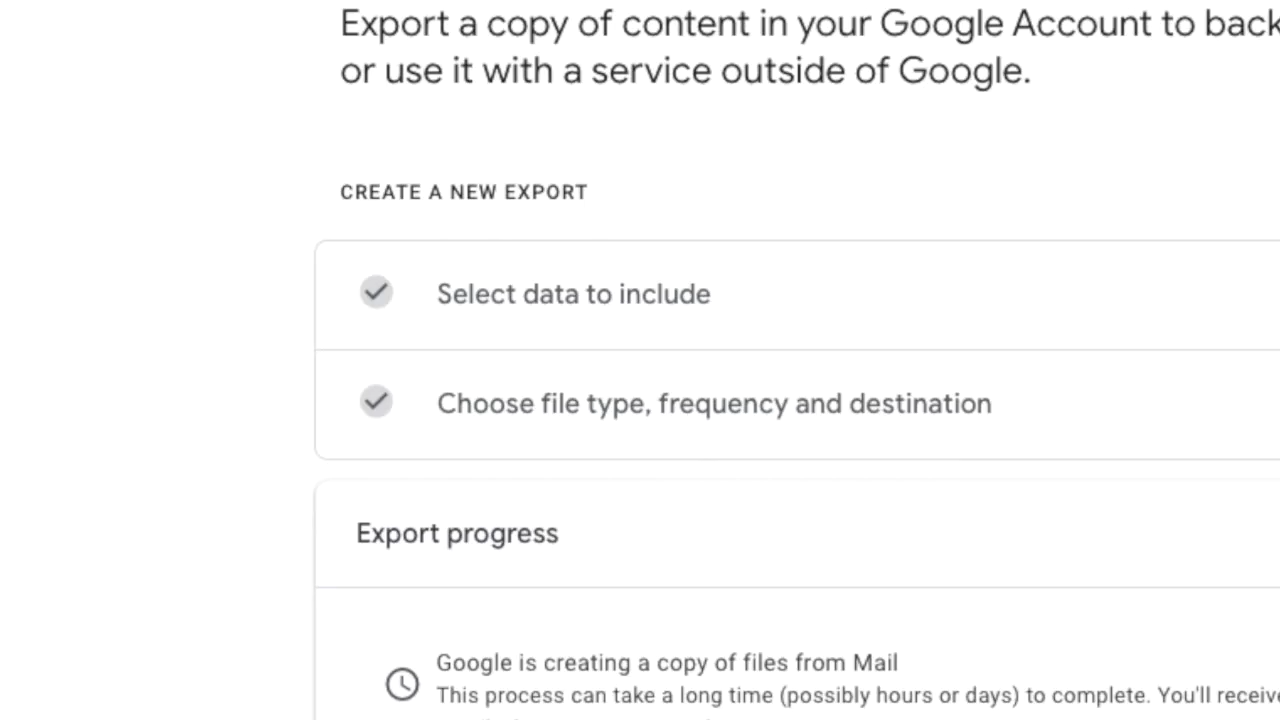 Export a copy of content in your Google Account to back
or use it with a service outside of Google.
CREATE A NEW EXPORT
Select data to include
Choose file type, frequency and destination
Export progress
Google is creating a copy of files from Mail
This process can take a long time (possibly hours or days) to complete. You'll receive